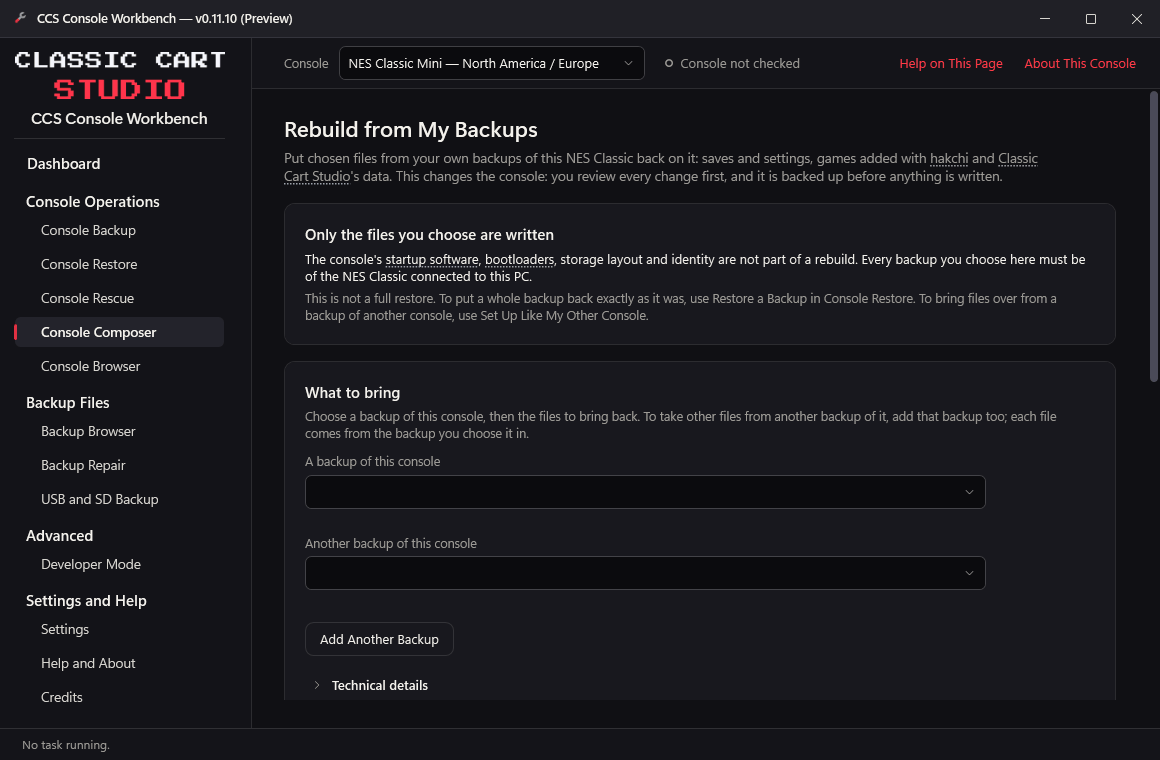 CCS Console Workbench — v0.11.10 (Preview)
CLASSIC CART
STUDIO
CCS Console Workbench
Dashboard
Console Operations
Console Backup
Console Restore
Console Rescue
Console Composer
Console Browser
Backup Files
Backup Browser
Backup Repair
USB and SD Backup
Advanced
Developer Mode
Settings and Help
Settings
Help and About
Credits
Console
NES Classic Mini — North America / Europe
Console not checked
Help on This Page
About This Console
Rebuild from My Backups
Put chosen files from your own backups of this NES Classic back on it: saves and settings, games added with hakchi and Classic
Cart Studio's data. This changes the console: you review every change first, and it is backed up before anything is written.
Only the files you choose are written
The console's startup software, bootloaders, storage layout and identity are not part of a rebuild. Every backup you choose here must be
of the NES Classic connected to this PC.
This is not a full restore. To put a whole backup back exactly as it was, use Restore a Backup in Console Restore. To bring files over from a
backup of another console, use Set Up Like My Other Console.
What to bring
Choose a backup of this console, then the files to bring back. To take other files from another backup of it, add that backup too; each file
comes from the backup you choose it in.
A backup of this console
Another backup of this console
Add Another Backup
Technical details
No task running.